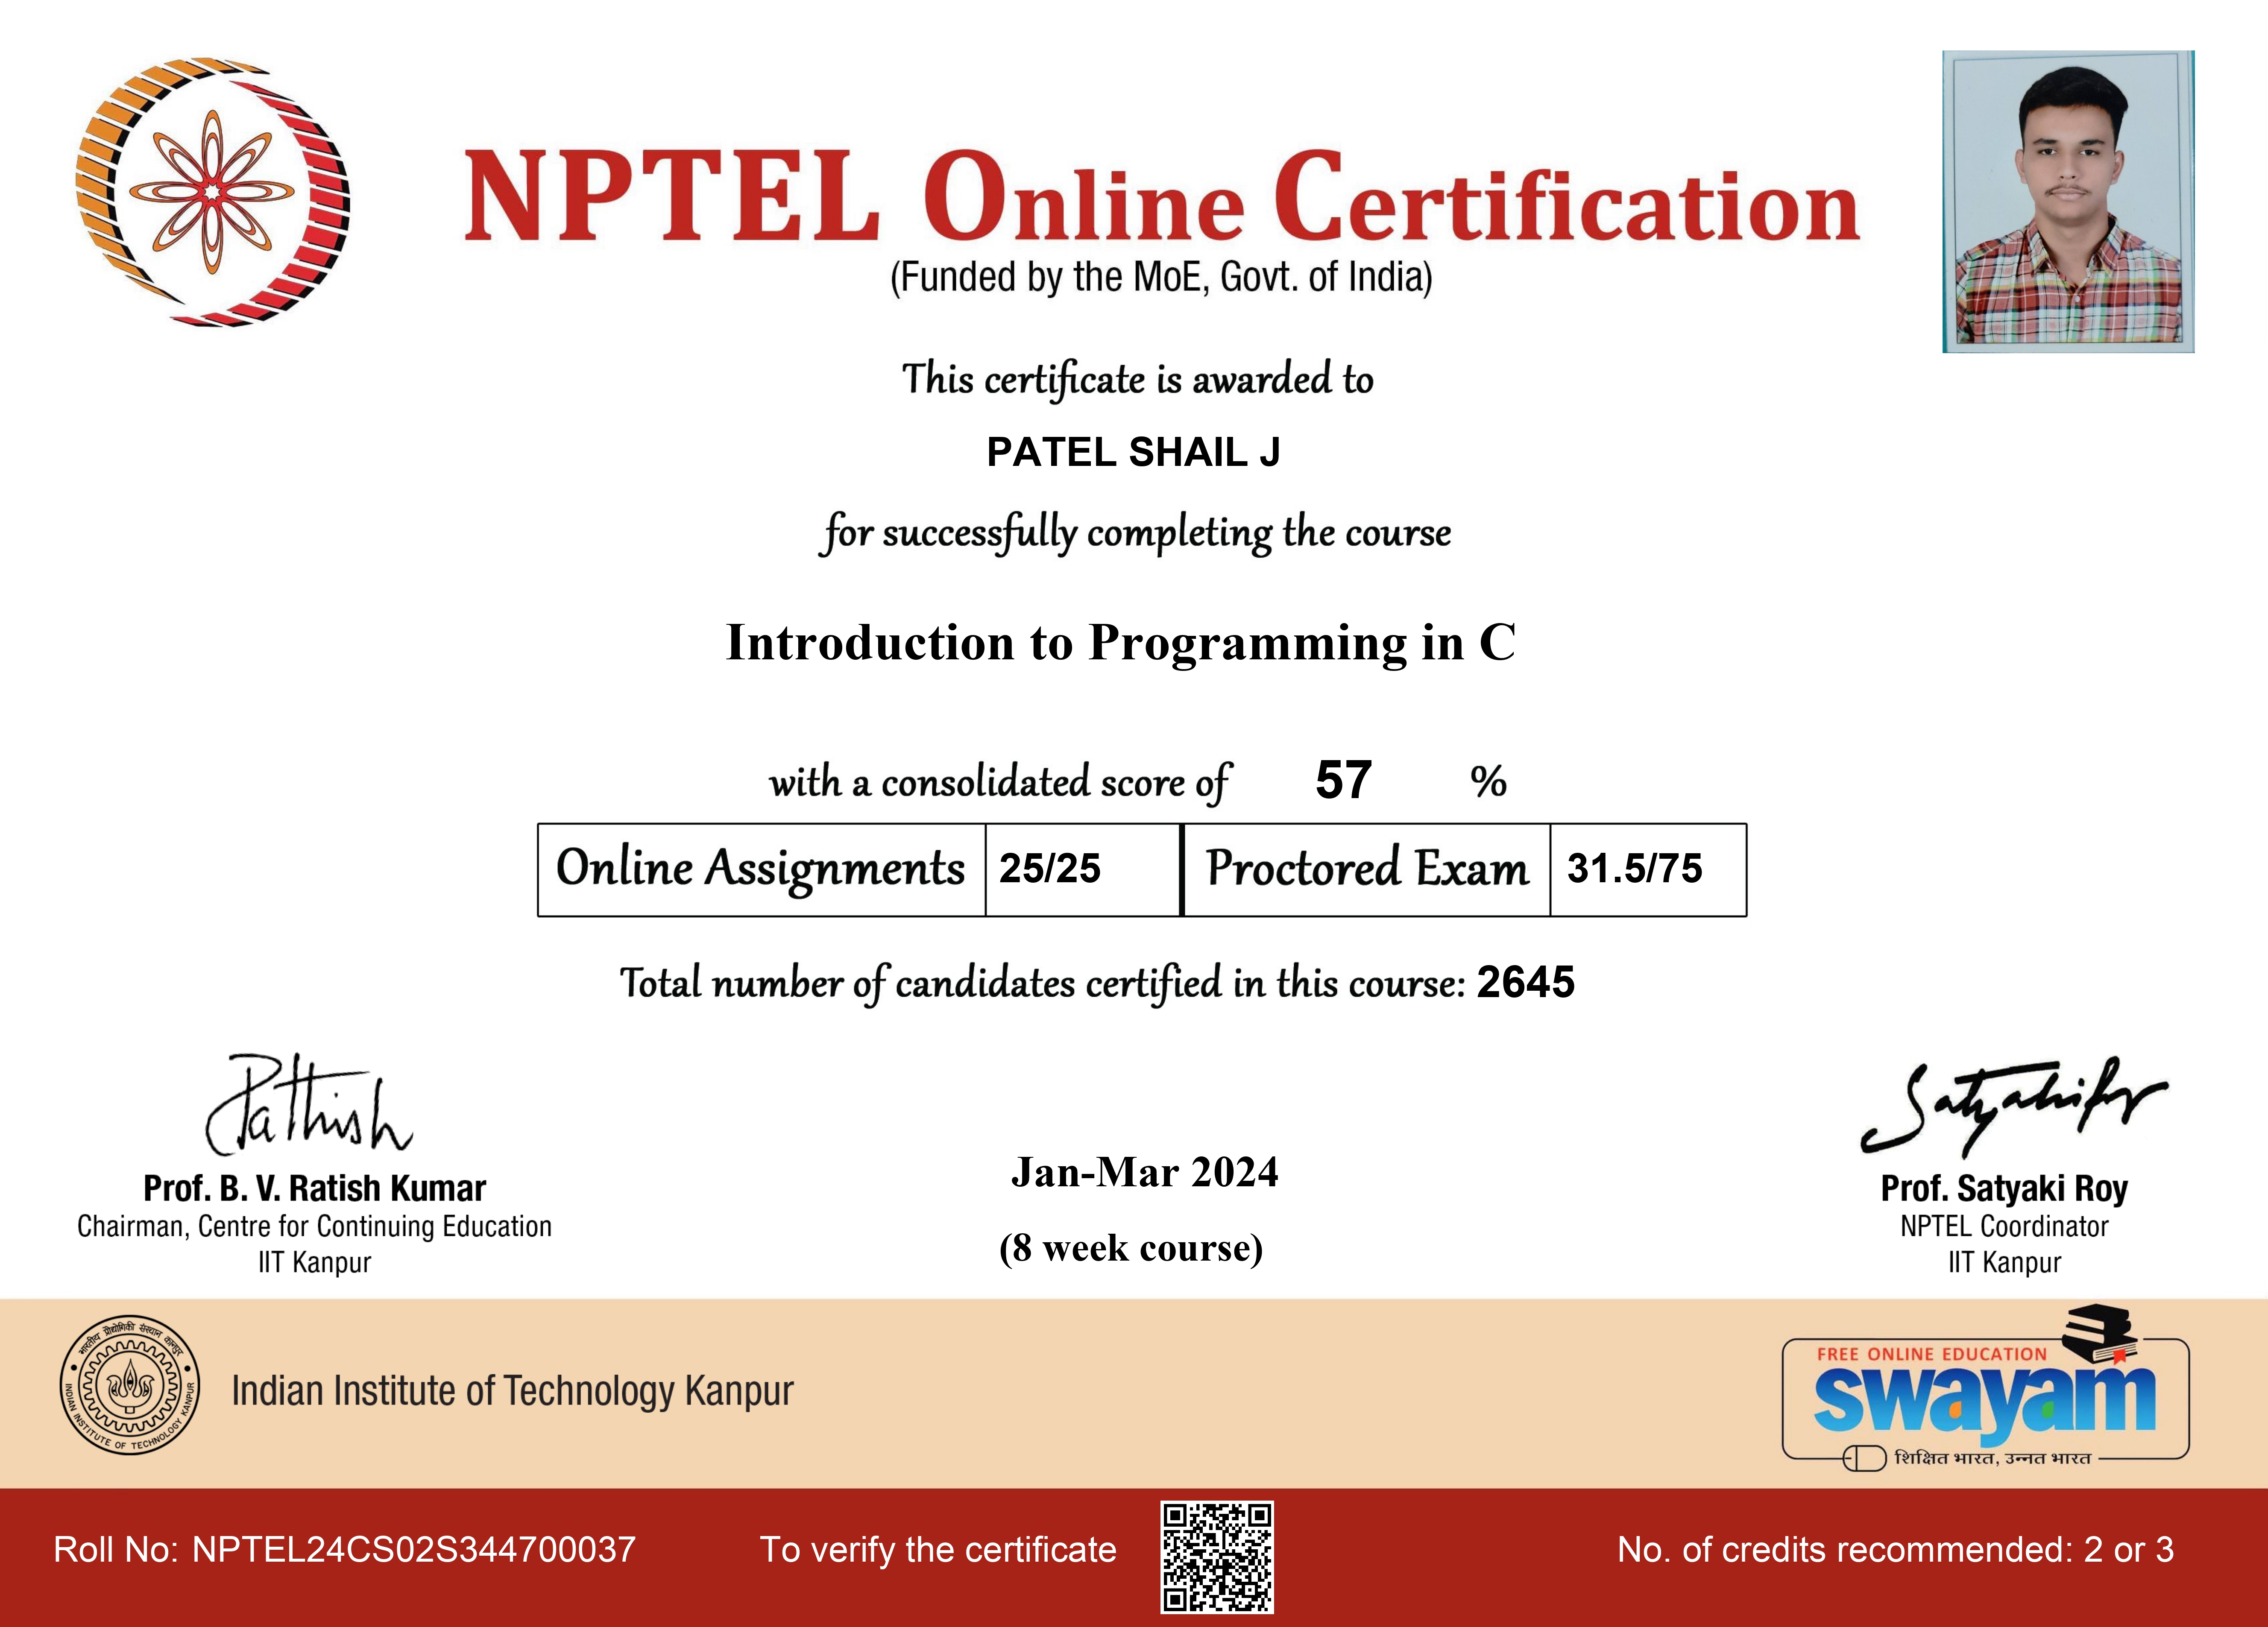 NPTEL Online Certification
(Funded by the MoE, Govt. of India)
This certificate is awarded to
PATEL SHAIL J
for successfully completing the course
Introduction to Programming in C
with a consolidated score of 57 %
Online Assignments 25/25 Proctored Exam 31.5/75
Total number of candidates certified in this course: 2645
Prof. B. V. Ratish Kumar
Chairman, Centre for Continuing Education
IIT Kanpur
Jan-Mar 2024
(8 week course)
Prof. Satyaki Roy
NPTEL Coordinator
IIT Kanpur
भारतीय प्रौद्योगिकी संस्थान कानपुर
INDIAN INSTITUTE OF TECHNOLOGY KANPUR
Indian Institute of Technology Kanpur
FREE ONLINE EDUCATION
swayam
शिक्षित भारत, उन्नत भारत
Roll No: NPTEL24CS02S344700037
To verify the certificate
No. of credits recommended: 2 or 3